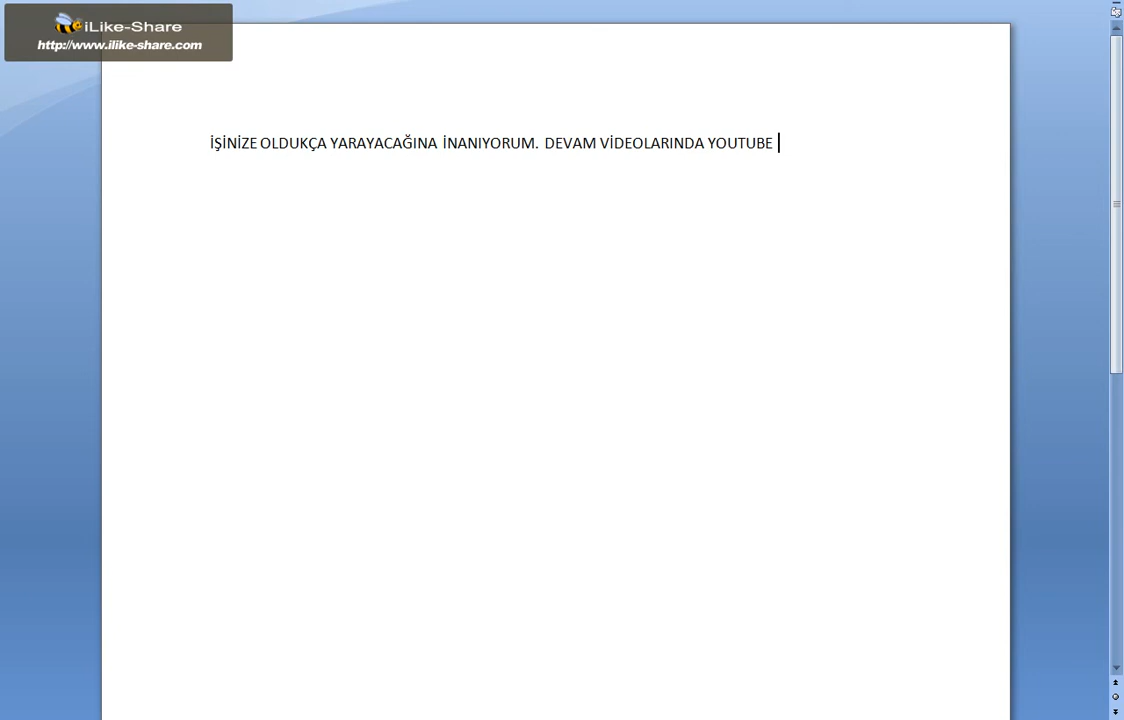 iLike-Share
http://www.ilike-share.com
İŞİNİZE OLDUKÇA YARAYACAĞINA İNANIYORUM. DEVAM VİDEOLARINDA YOUTUBE